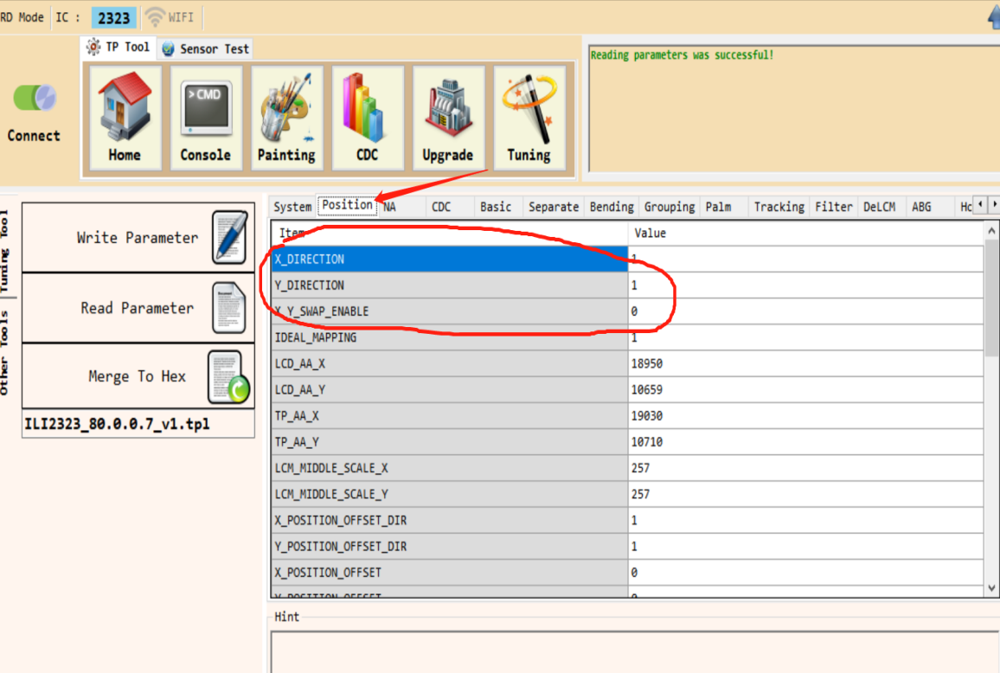 RD Mode IC : 2323 WIFI
TP Tool Sensor Test
Connect
>CMD
Home Console Painting CDC Upgrade Tuning
Reading parameters was successful!
Tuning Tool
Other Tools
Write Parameter
Read Parameter
Merge To Hex
ILI2323_80.0.0.7_v1.tpl
System Position NA CDC Basic Separate Bending Grouping Palm Tracking Filter DeLCM ABG Hc
Item Value
X_DIRECTION 1
Y_DIRECTION 1
X_Y_SWAP_ENABLE 0
IDEAL_MAPPING 1
LCD_AA_X 18950
LCD_AA_Y 10659
TP_AA_X 19030
TP_AA_Y 10710
LCM_MIDDLE_SCALE_X 257
LCM_MIDDLE_SCALE_Y 257
X_POSITION_OFFSET_DIR 1
Y_POSITION_OFFSET_DIR 1
X_POSITION_OFFSET 0
Y_POSITION_OFFSET 0
Hint